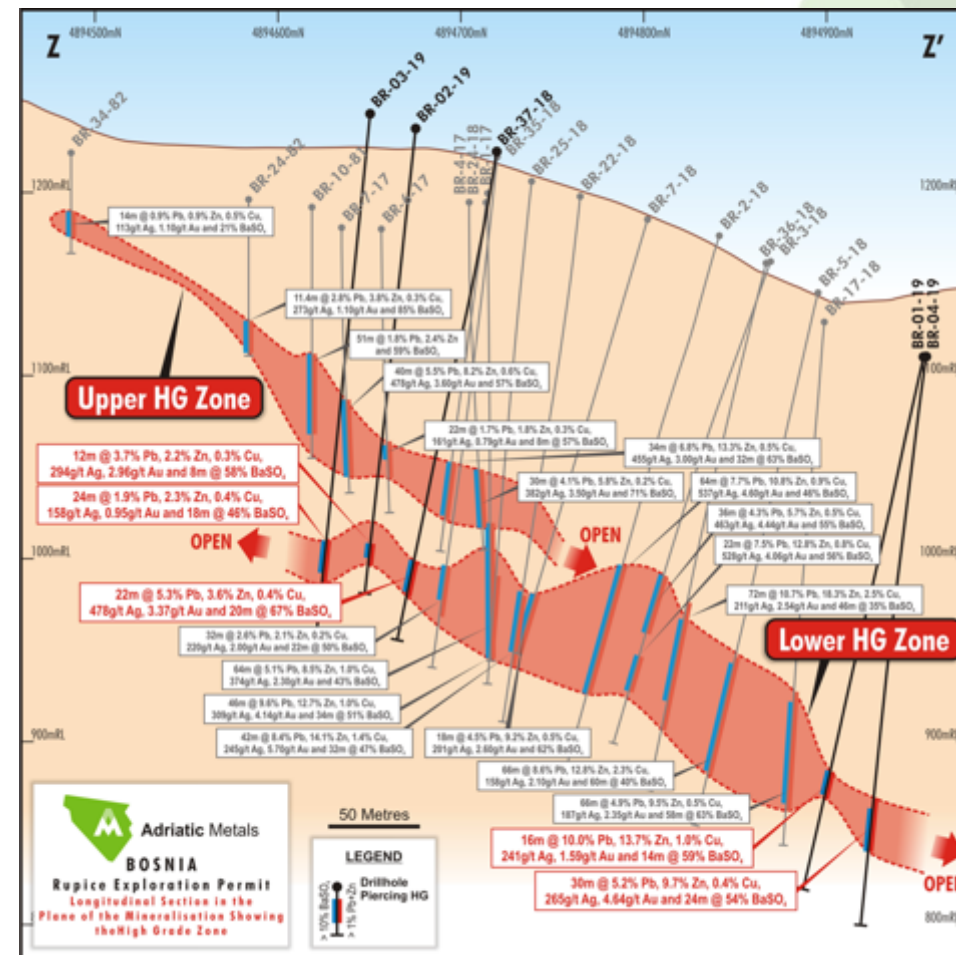 Z
4894500mN
4894600mN
4894700mN
4894800mN
4894900mN
Z'
BR-34-82
BR-24-82
BR-10-81
BR-7-17
BR-03-19
BR-02-19
BR-6-17
BR-4-17
BR-24-18
BR-1-17
BR-37-18
BR-35-18
BR-25-18
BR-22-18
BR-7-18
BR-2-18
BR-36-18
BR-3-18
BR-5-18
BR-17-18
BR-01-19
BR-04-19
1200mRL
1200mRL
14m @ 0.9% Pb, 0.9% Zn, 0.5% Cu,
113g/t Ag, 1.10g/t Au and 21% BaSO₄
11.4m @ 2.8% Pb, 3.8% Zn, 0.3% Cu,
273g/t Ag, 1.10g/t Au and 85% BaSO₄
51m @ 1.8% Pb, 2.4% Zn
and 59% BaSO₄
40m @ 5.5% Pb, 8.2% Zn, 0.6% Cu,
478g/t Ag, 3.60g/t Au and 57% BaSO₄
1100mRL
Upper HG Zone
22m @ 1.7% Pb, 1.8% Zn, 0.3% Cu,
161g/t Ag, 0.79g/t Au and 8m @ 57% BaSO₄
34m @ 6.8% Pb, 13.3% Zn, 0.5% Cu,
455g/t Ag, 3.00g/t Au and 32m @ 63% BaSO₄
12m @ 3.7% Pb, 2.2% Zn, 0.3% Cu,
294g/t Ag, 2.96g/t Au and 8m @ 58% BaSO₄
30m @ 4.1% Pb, 5.8% Zn, 0.2% Cu,
382g/t Ag, 3.50g/t Au and 71% BaSO₄
64m @ 7.7% Pb, 10.8% Zn, 0.9% Cu,
537g/t Ag, 4.60g/t Au and 46% BaSO₄
24m @ 1.9% Pb, 2.3% Zn, 0.4% Cu,
158g/t Ag, 0.95g/t Au and 18m @ 46% BaSO₄
36m @ 4.3% Pb, 5.7% Zn, 0.5% Cu,
463g/t Ag, 4.44g/t Au and 55% BaSO₄
OPEN
OPEN
22m @ 7.5% Pb, 12.8% Zn, 0.8% Cu,
528g/t Ag, 4.06g/t Au and 56% BaSO₄
1000mRL
1000mRL
22m @ 5.3% Pb, 3.6% Zn, 0.4% Cu,
478g/t Ag, 3.37g/t Au and 20m @ 67% BaSO₄
72m @ 10.7% Pb, 18.3% Zn, 2.5% Cu,
211g/t Ag, 2.54g/t Au and 46m @ 35% BaSO₄
Lower HG Zone
32m @ 2.6% Pb, 2.1% Zn, 0.2% Cu,
220g/t Ag, 2.00g/t Au and 22m @ 50% BaSO₄
64m @ 5.1% Pb, 8.5% Zn, 1.0% Cu,
374g/t Ag, 2.30g/t Au and 43% BaSO₄
46m @ 9.6% Pb, 12.7% Zn, 1.0% Cu,
309g/t Ag, 4.14g/t Au and 34m @ 51% BaSO₄
42m @ 8.4% Pb, 14.1% Zn, 1.4% Cu,
245g/t Ag, 5.70g/t Au and 32m @ 47% BaSO₄
18m @ 4.5% Pb, 9.2% Zn, 0.5% Cu,
201g/t Ag, 2.60g/t Au and 62% BaSO₄
900mRL
900mRL
66m @ 8.6% Pb, 12.8% Zn, 2.3% Cu,
158g/t Ag, 2.10g/t Au and 60m @ 40% BaSO₄
66m @ 4.9% Pb, 9.5% Zn, 0.5% Cu,
187g/t Ag, 2.35g/t Au and 58m @ 63% BaSO₄
16m @ 10.0% Pb, 13.7% Zn, 1.0% Cu,
241g/t Ag, 1.59g/t Au and 14m @ 59% BaSO₄
30m @ 5.2% Pb, 9.7% Zn, 0.4% Cu,
265g/t Ag, 4.64g/t Au and 24m @ 54% BaSO₄
OPEN
800mRL
Adriatic Metals
BOSNIA
Rupice Exploration Permit
Longitudinal Section in the
Plane of the Mineralisation Showing
theHigh Grade Zone
50 Metres
LEGEND
Drillhole
Piercing HG
> 10% BaSO₄
> 1% Pb+Zn